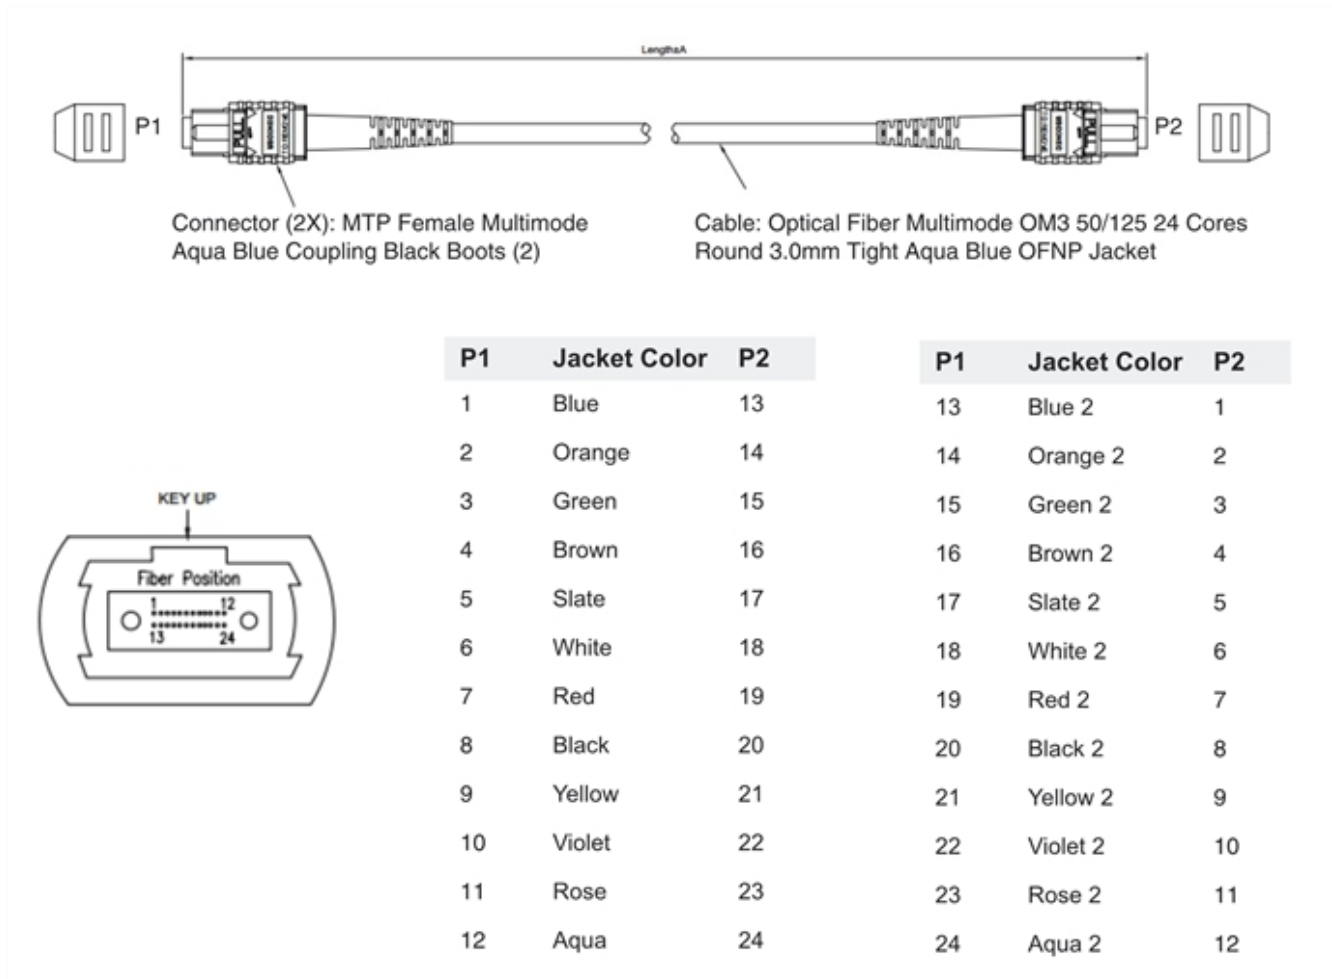 Length±A
P1
PULL
PULL
P2
Connector (2X): MTP Female Multimode
Aqua Blue Coupling Black Boots (2)
Cable: Optical Fiber Multimode OM3 50/125 24 Cores
Round 3.0mm Tight Aqua Blue OFNP Jacket
P1 Jacket Color P2
1 Blue 13
2 Orange 14
3 Green 15
4 Brown 16
5 Slate 17
6 White 18
7 Red 19
8 Black 20
9 Yellow 21
10 Violet 22
11 Rose 23
12 Aqua 24
P1 Jacket Color P2
13 Blue 2 1
14 Orange 2 2
15 Green 2 3
16 Brown 2 4
17 Slate 2 5
18 White 2 6
19 Red 2 7
20 Black 2 8
21 Yellow 2 9
22 Violet 2 10
23 Rose 2 11
24 Aqua 2 12
KEY UP
Fiber Position
1 12
13 24